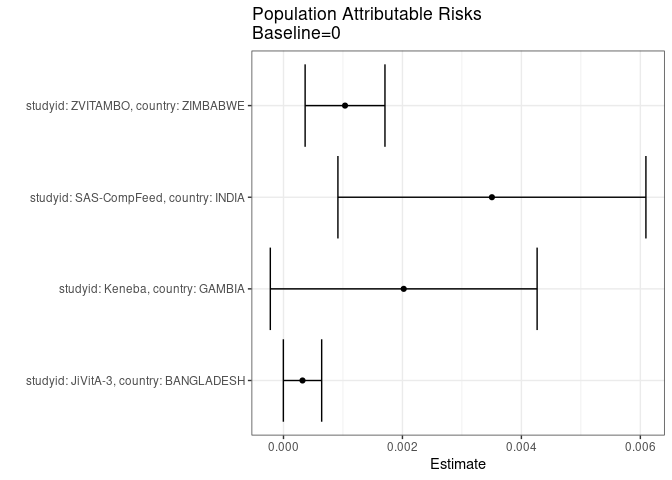 Population Attributable Risks
Baseline=0
studyid: ZVITAMBO, country: ZIMBABWE
studyid: SAS-CompFeed, country: INDIA
studyid: Keneba, country: GAMBIA
studyid: JiVitA-3, country: BANGLADESH
0.000 0.002 0.004 0.006
Estimate